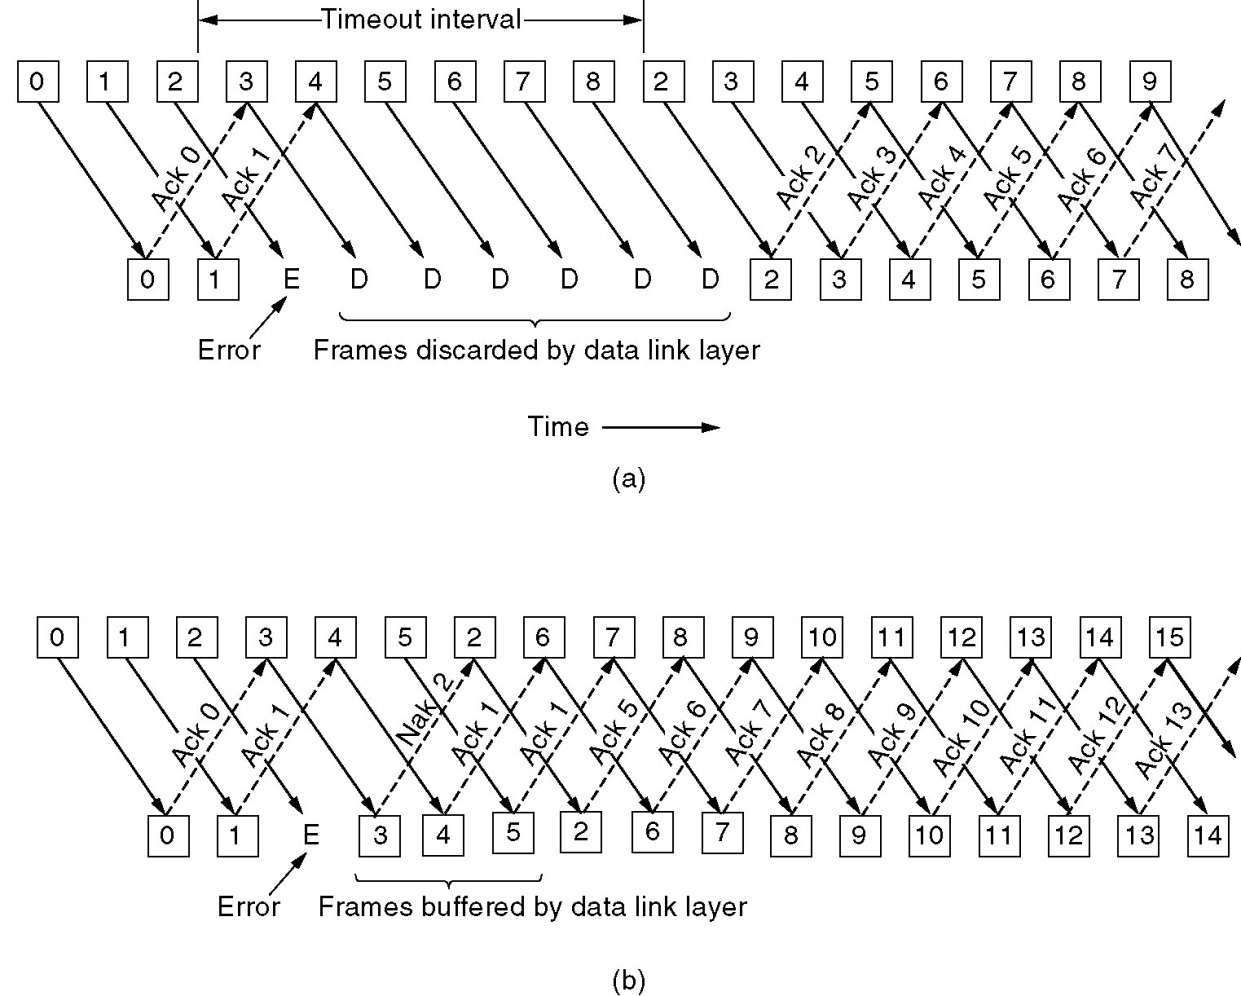 Timeout interval
0 1 2 3 4 5 6 7 8 2 3 4 5 6 7 8 9
Ack 0 Ack 1 Ack 2 Ack 3 Ack 4 Ack 5 Ack 6 Ack 7
0 1 E D D D D D D 2 3 4 5 6 7 8
Error Frames discarded by data link layer
Time
(a)
0 1 2 3 4 5 2 6 7 8 9 10 11 12 13 14 15
Ack 0 Ack 1 Nak 2 Ack 1 Ack 1 Ack 5 Ack 6 Ack 7 Ack 8 Ack 9 Ack 10 Ack 11 Ack 12 Ack 13
0 1 E 3 4 5 2 6 7 8 9 10 11 12 13 14
Error Frames buffered by data link layer
(b)